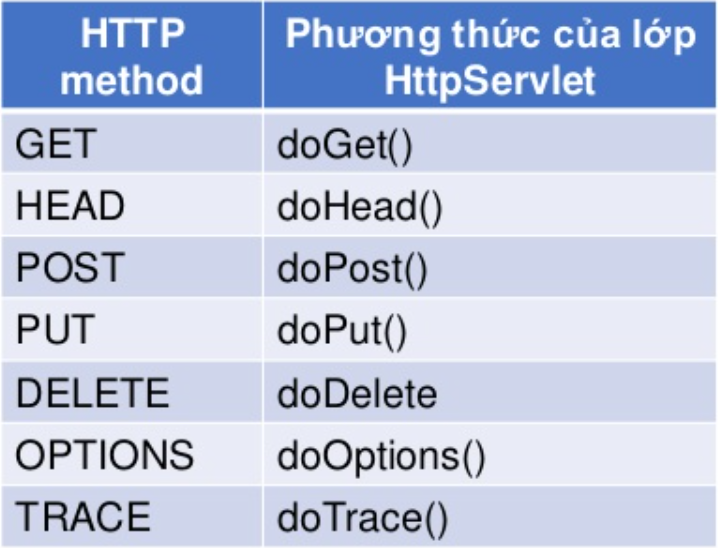 HTTP method
Phương thức của lớp HttpServlet
GET doGet()
HEAD doHead()
POST doPost()
PUT doPut()
DELETE doDelete
OPTIONS doOptions()
TRACE doTrace()